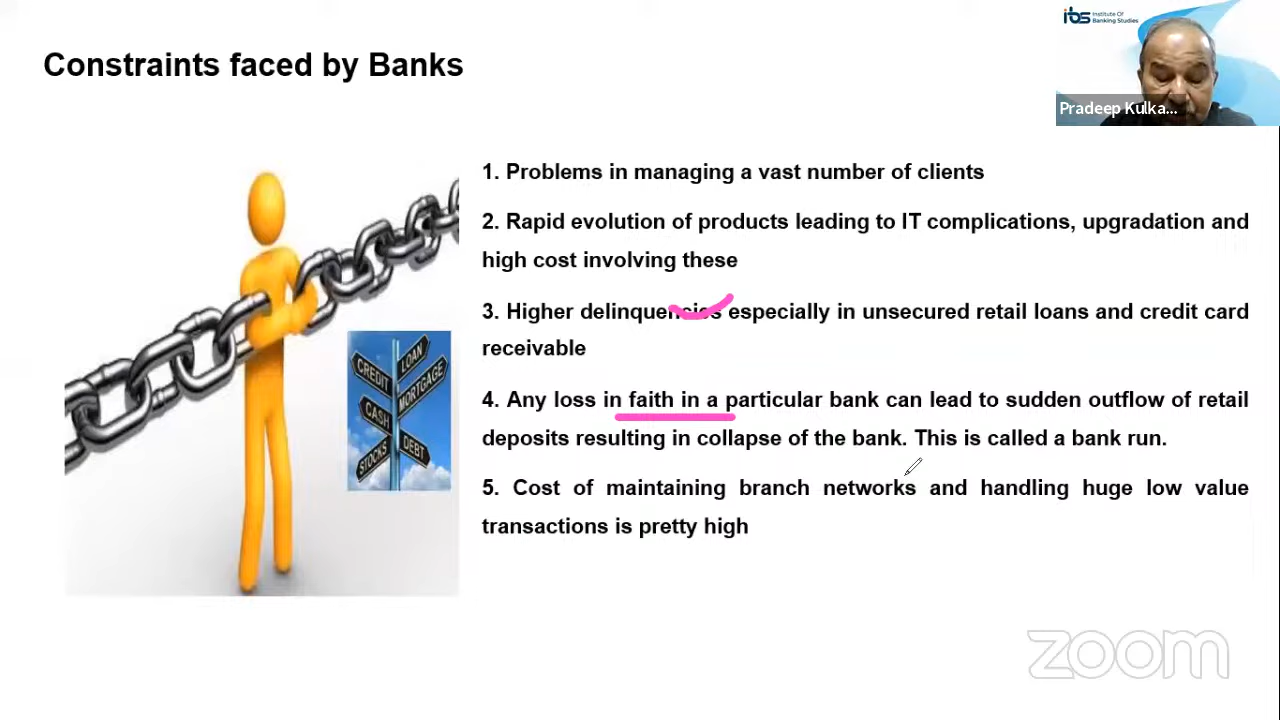 ibs Institute Of
Banking Studies
Constraints faced by Banks
Pradeep Kulka...
1. Problems in managing a vast number of clients
2. Rapid evolution of products leading to IT complications, upgradation and
high cost involving these
3. Higher delinquencies especially in unsecured retail loans and credit card
receivable
4. Any loss in faith in a particular bank can lead to sudden outflow of retail
deposits resulting in collapse of the bank. This is called a bank run.
5. Cost of maintaining branch networks and handling huge low value
transactions is pretty high
LOAN
CREDIT
MORTGAGE
CASH
STOCKS
DEBT
zoom